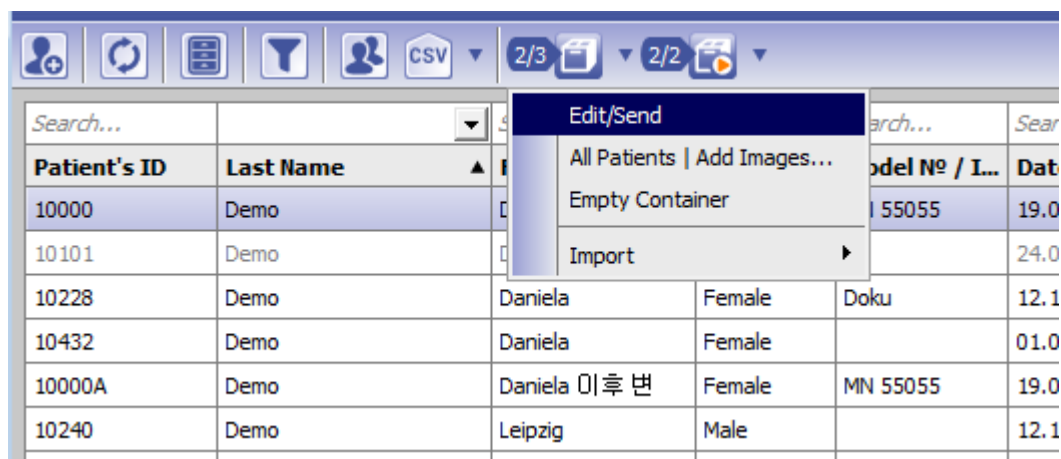 CSV 2/3 2/2
Search... arch... Sear
Edit/Send
All Patients | Add Images...
Empty Container
Import
Patient's ID Last Name odel Nº / I... Dat
10000 Demo 55055 19.0
10101 Demo 24.0
10228 Demo Daniela Female Doku 12.1
10432 Demo Daniela Female 01.0
10000A Demo Daniela 이후 변 Female MN 55055 19.0
10240 Demo Leipzig Male 12.1